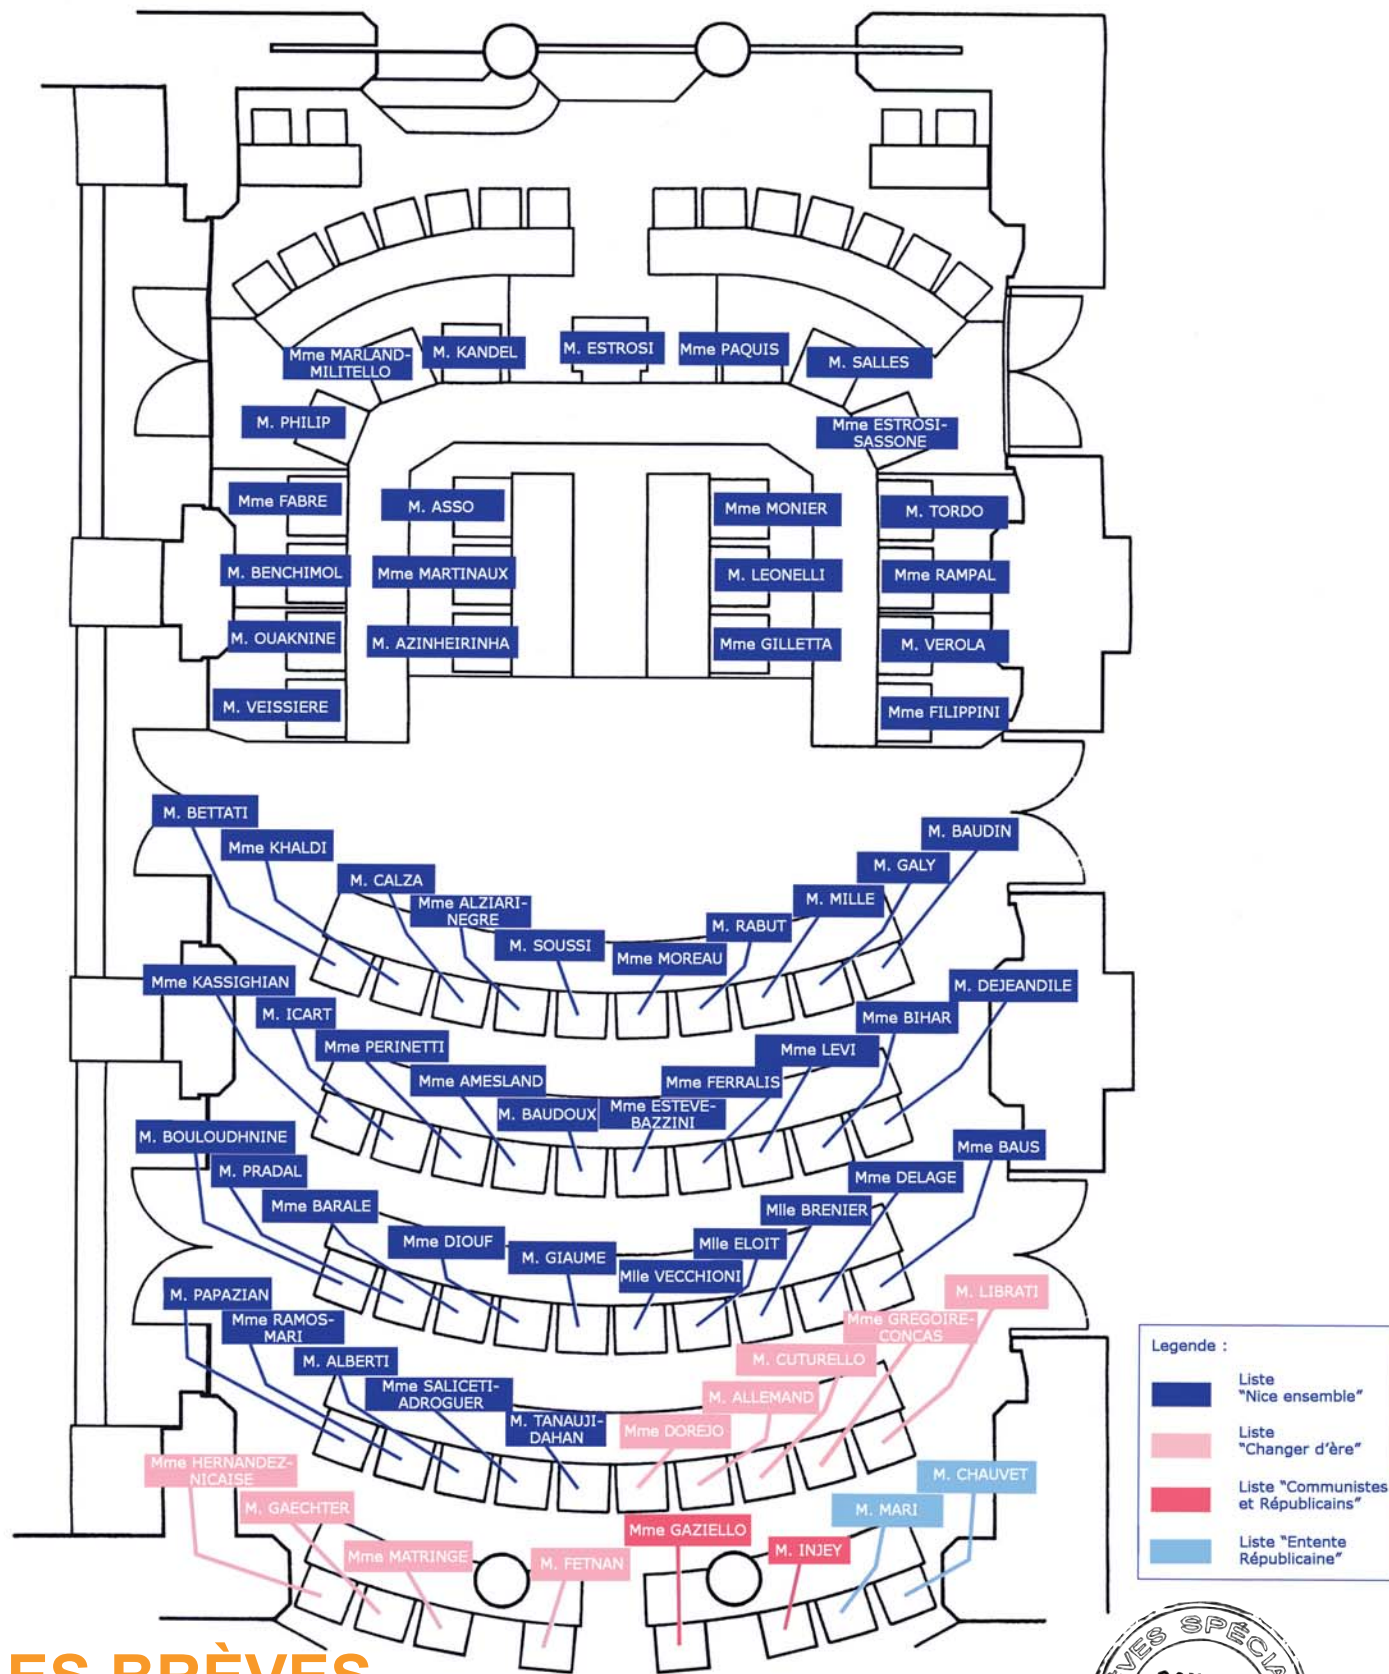 Mme MARLAND-
MILITELLO
M. KANDEL
M. ESTROSI
Mme PAQUIS
M. SALLES
M. PHILIP
Mme ESTROSI-
SASSONE
Mme FABRE
M. ASSO
Mme MONIER
M. TORDO
M. BENCHIMOL
Mme MARTINAUX
M. LEONELLI
Mme RAMPAL
M. OUAKNINE
M. AZINHEIRINHA
Mme GILLETTA
M. VEROLA
M. VEISSIERE
Mme FILIPPINI
M. BETTATI
Mme KHALDI
M. CALZA
Mme ALZIARI-
NEGRE
M. SOUSSI
Mme MOREAU
M. RABUT
M. MILLE
M. GALY
M. BAUDIN
Mme KASSIGHIAN
M. ICART
Mme PERINETTI
Mme AMESLAND
M. BAUDOUX
Mme ESTEVE-
BAZZINI
Mme FERRALIS
Mme LEVI
Mme BIHAR
M. DEJEANDILE
M. BOULOUDHNINE
M. PRADAL
Mme BARALE
Mme DIOUF
M. GIAUME
Mlle VECCHIONI
Mlle ELOIT
Mlle BRENIER
Mme DELAGE
Mme BAUS
M. PAPAZIAN
Mme RAMOS-
MARI
M. ALBERTI
Mme SALICETI-
ADROGUER
M. TANAUJI-
DAHAN
Mme DOREJO
M. ALLEMAND
M. CUTURELLO
Mme GREGOIRE-
CONCAS
M. LIBRATI
Mme HERNANDEZ-
NICAISE
M. GAECHTER
Mme MATRINGE
M. FETNAN
Mme GAZIELLO
M. INJEY
M. MARI
M. CHAUVET
Legende :
Liste
"Nice ensemble"
Liste
"Changer d'ère"
Liste "Communistes
et Républicains"
Liste "Entente
Républicaine"
ES BRÈVES
ÈVES SPÉCIA